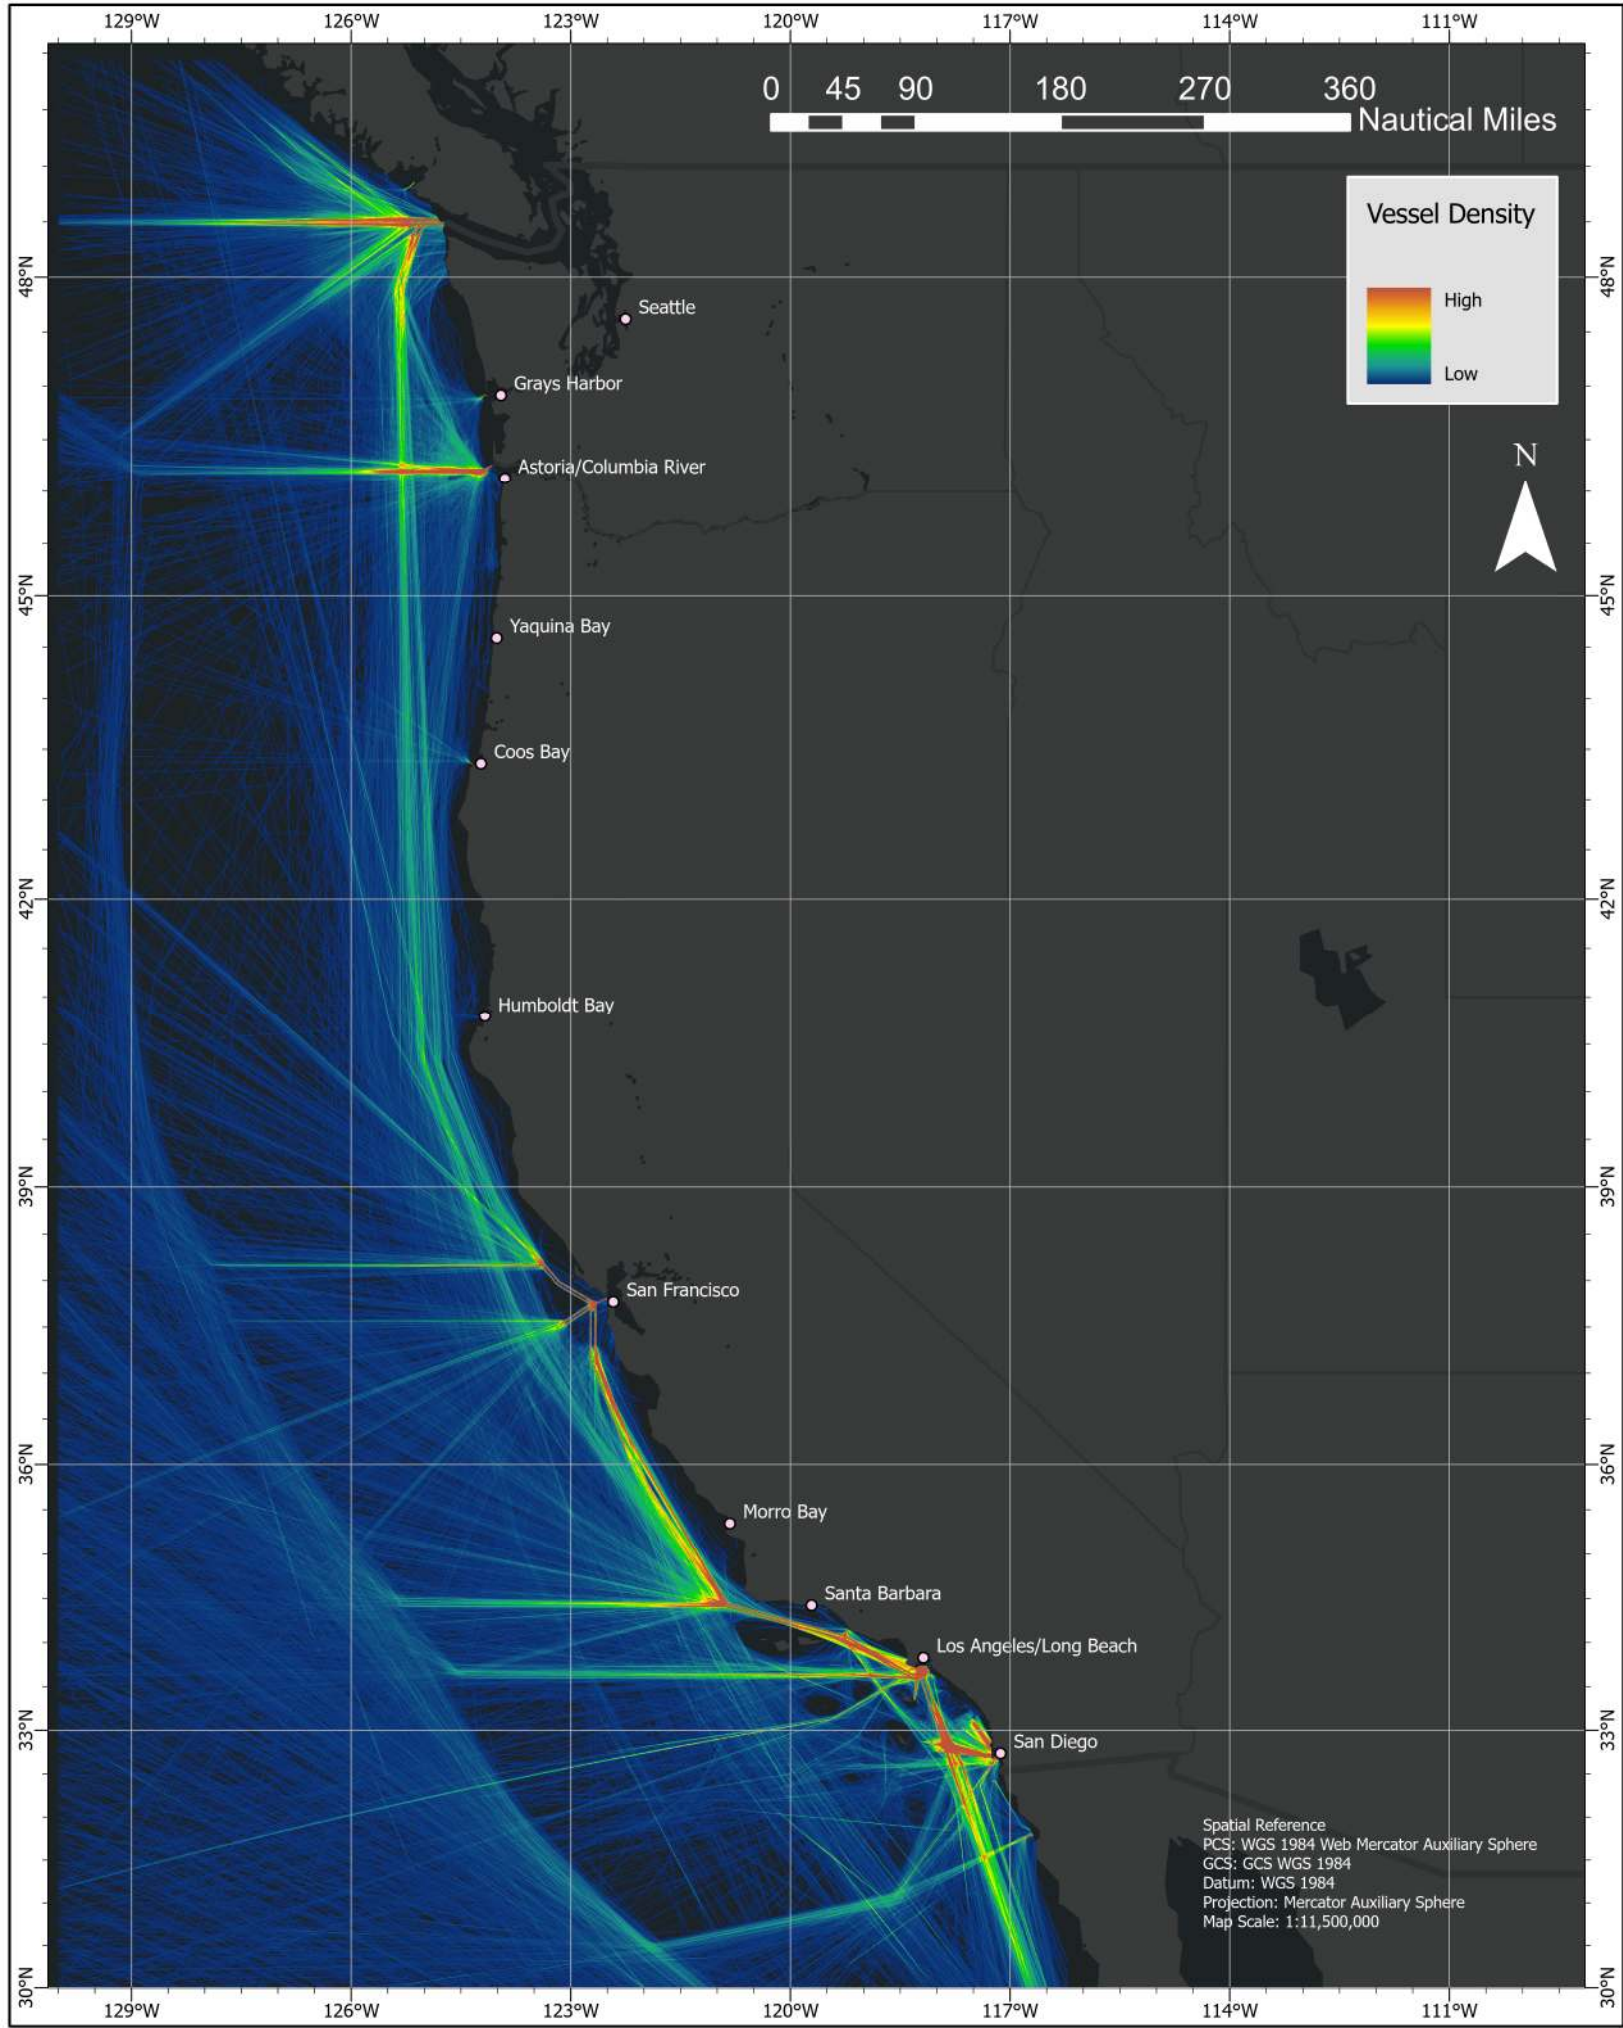 129°W 126°W 123°W 120°W 117°W 114°W 111°W
0 45 90 180 270 360
Nautical Miles
Vessel Density
High
Low
N
48°N 48°N
Seattle
Grays Harbor
Astoria/Columbia River
45°N 45°N
Yaquina Bay
Coos Bay
42°N 42°N
Humboldt Bay
39°N 39°N
San Francisco
36°N 36°N
Morro Bay
Santa Barbara
Los Angeles/Long Beach
33°N 33°N
San Diego
Spatial Reference
PCS: WGS 1984 Web Mercator Auxiliary Sphere
GCS: GCS WGS 1984
Datum: WGS 1984
Projection: Mercator Auxiliary Sphere
Map Scale: 1:11,500,000
30°N 30°N
129°W 126°W 123°W 120°W 117°W 114°W 111°W